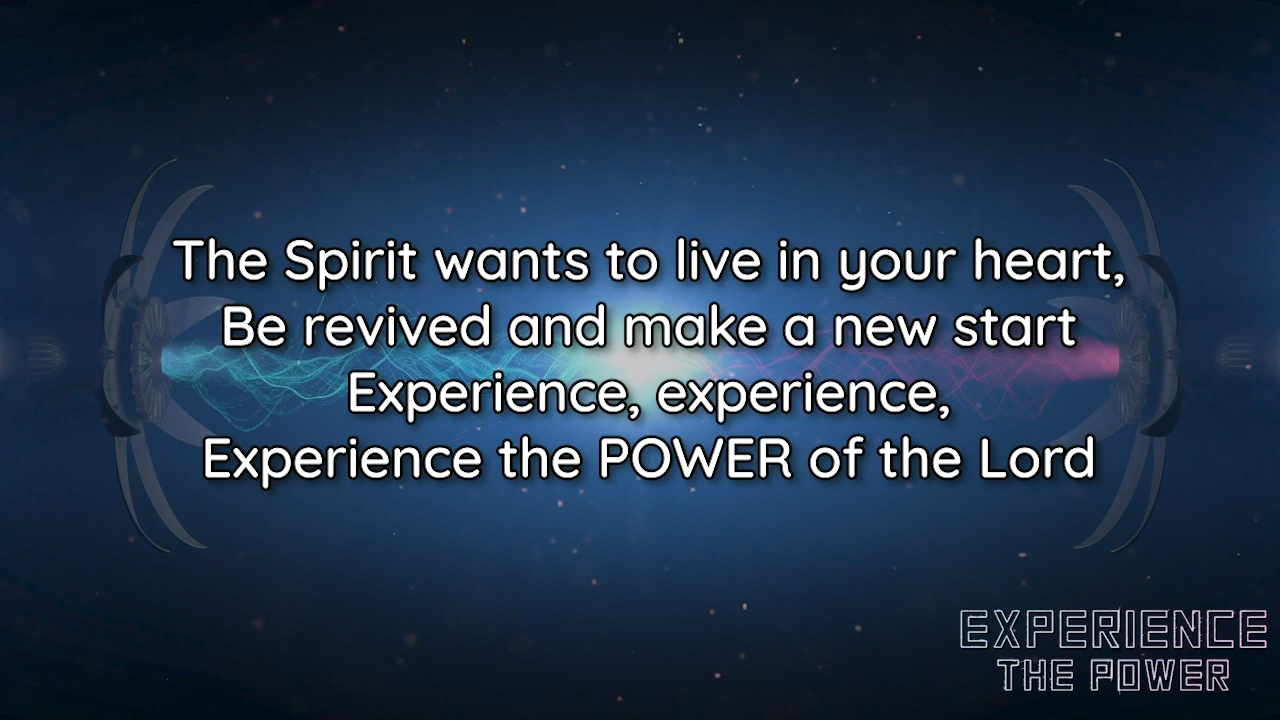 The Spirit wants to live in your heart,
Be revived and make a new start
Experience, experience,
Experience the POWER of the Lord
EXPERIENCE
THE POWER